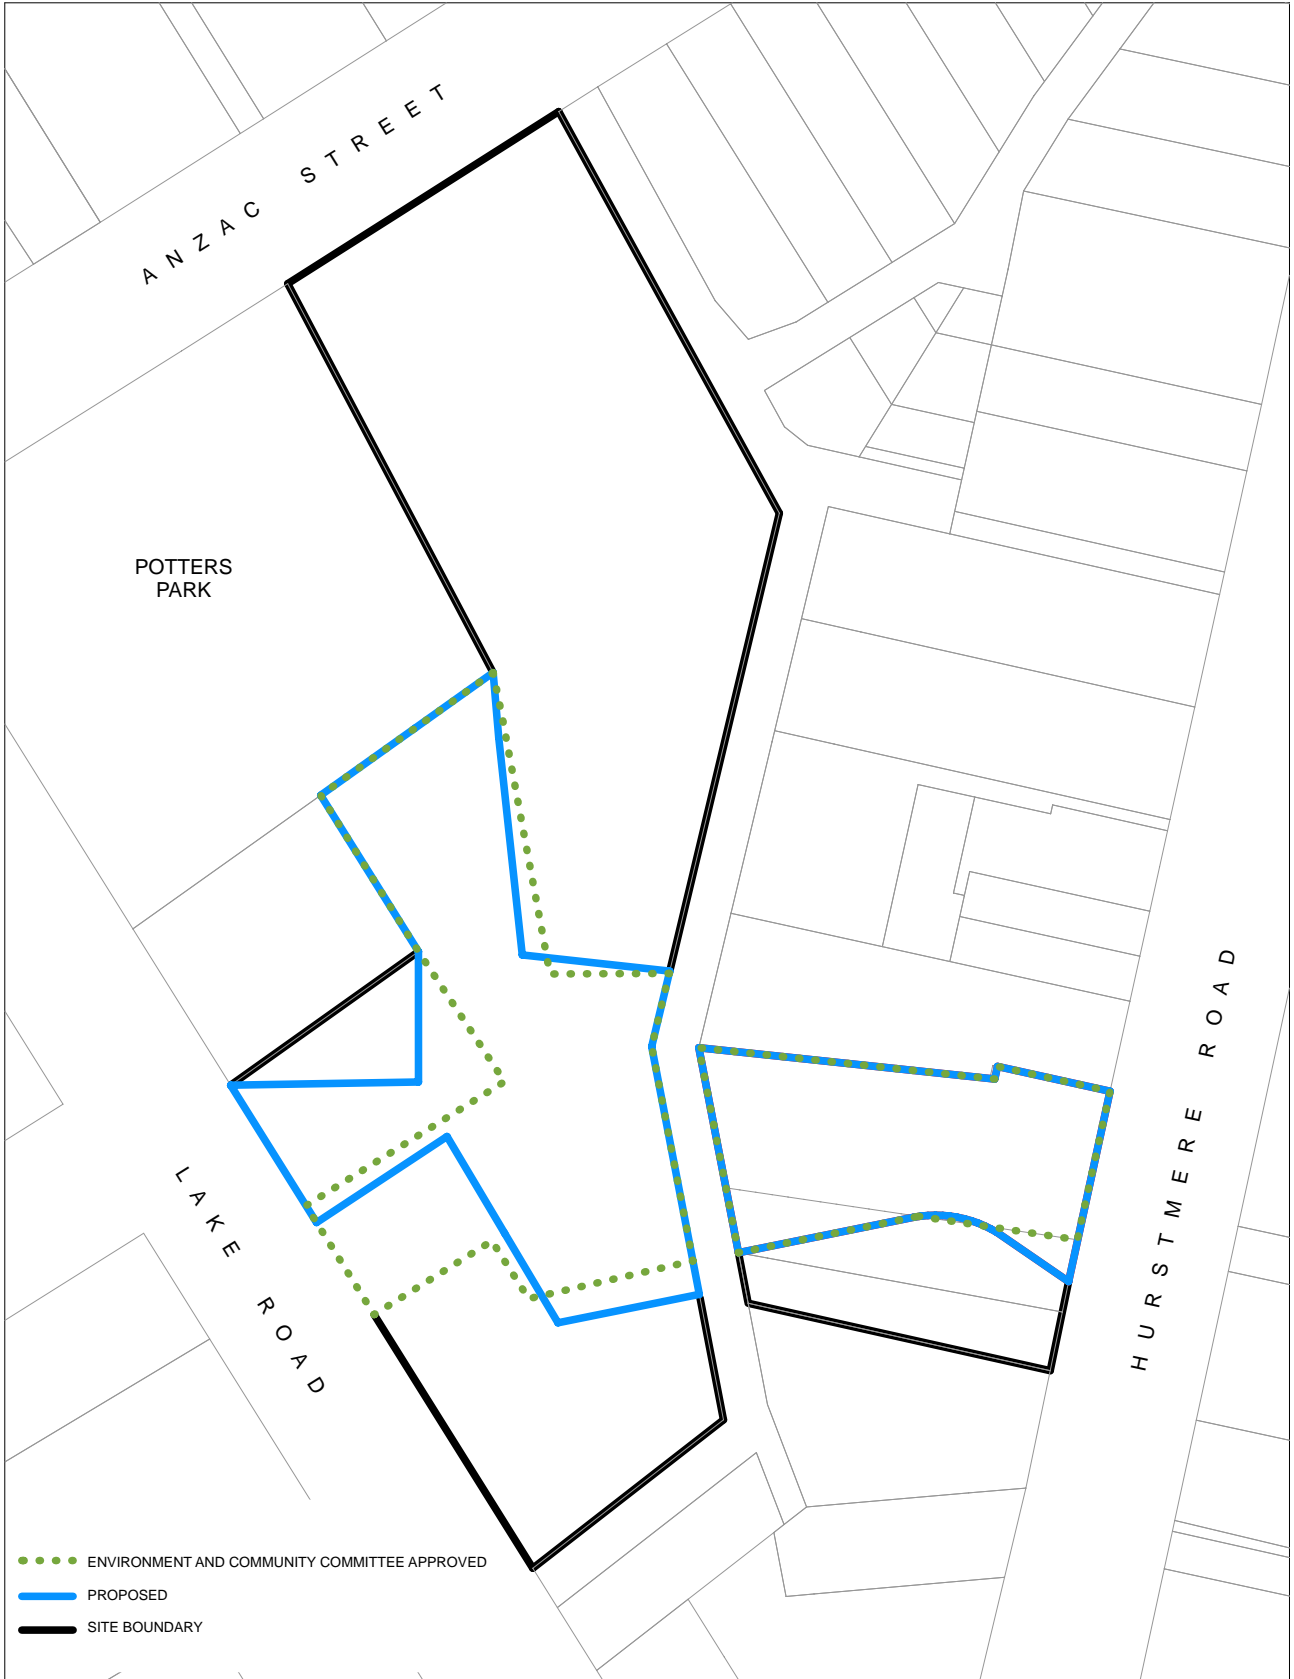 ANZAC STREET
POTTERS
PARK
HURSTMERE ROAD
LAKE ROAD
ENVIRONMENT AND COMMUNITY COMMITTEE APPROVED
PROPOSED
SITE BOUNDARY